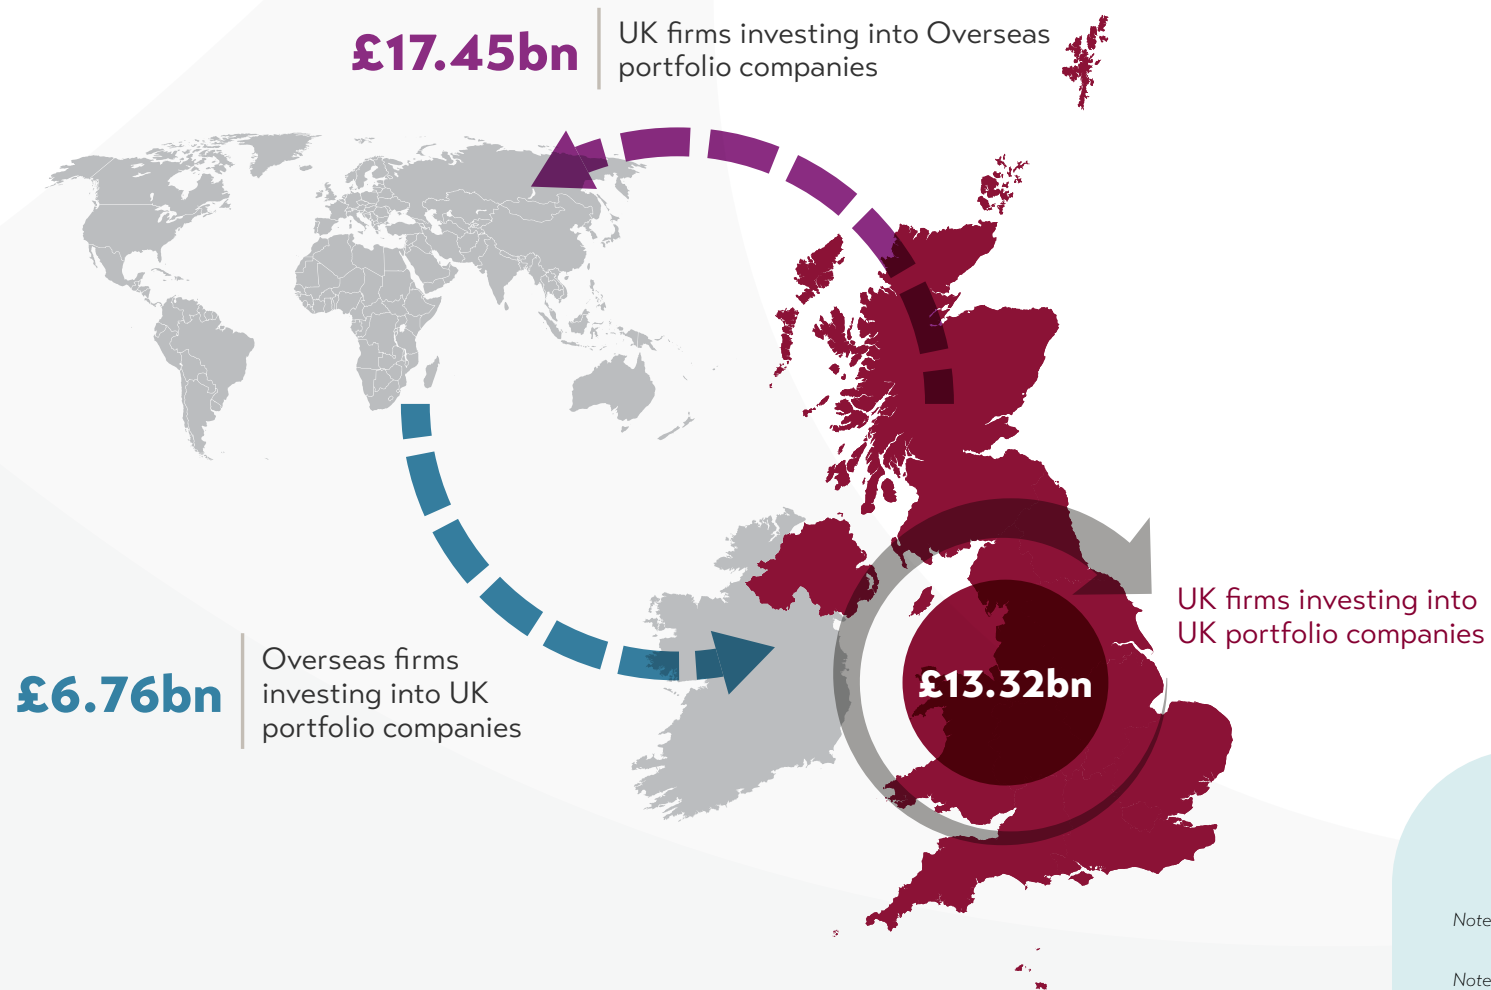 £17.45bn
UK firms investing into Overseas
portfolio companies
UK firms investing into
UK portfolio companies
£13.32bn
£6.76bn
Overseas firms
investing into UK
portfolio companies
Note
Note